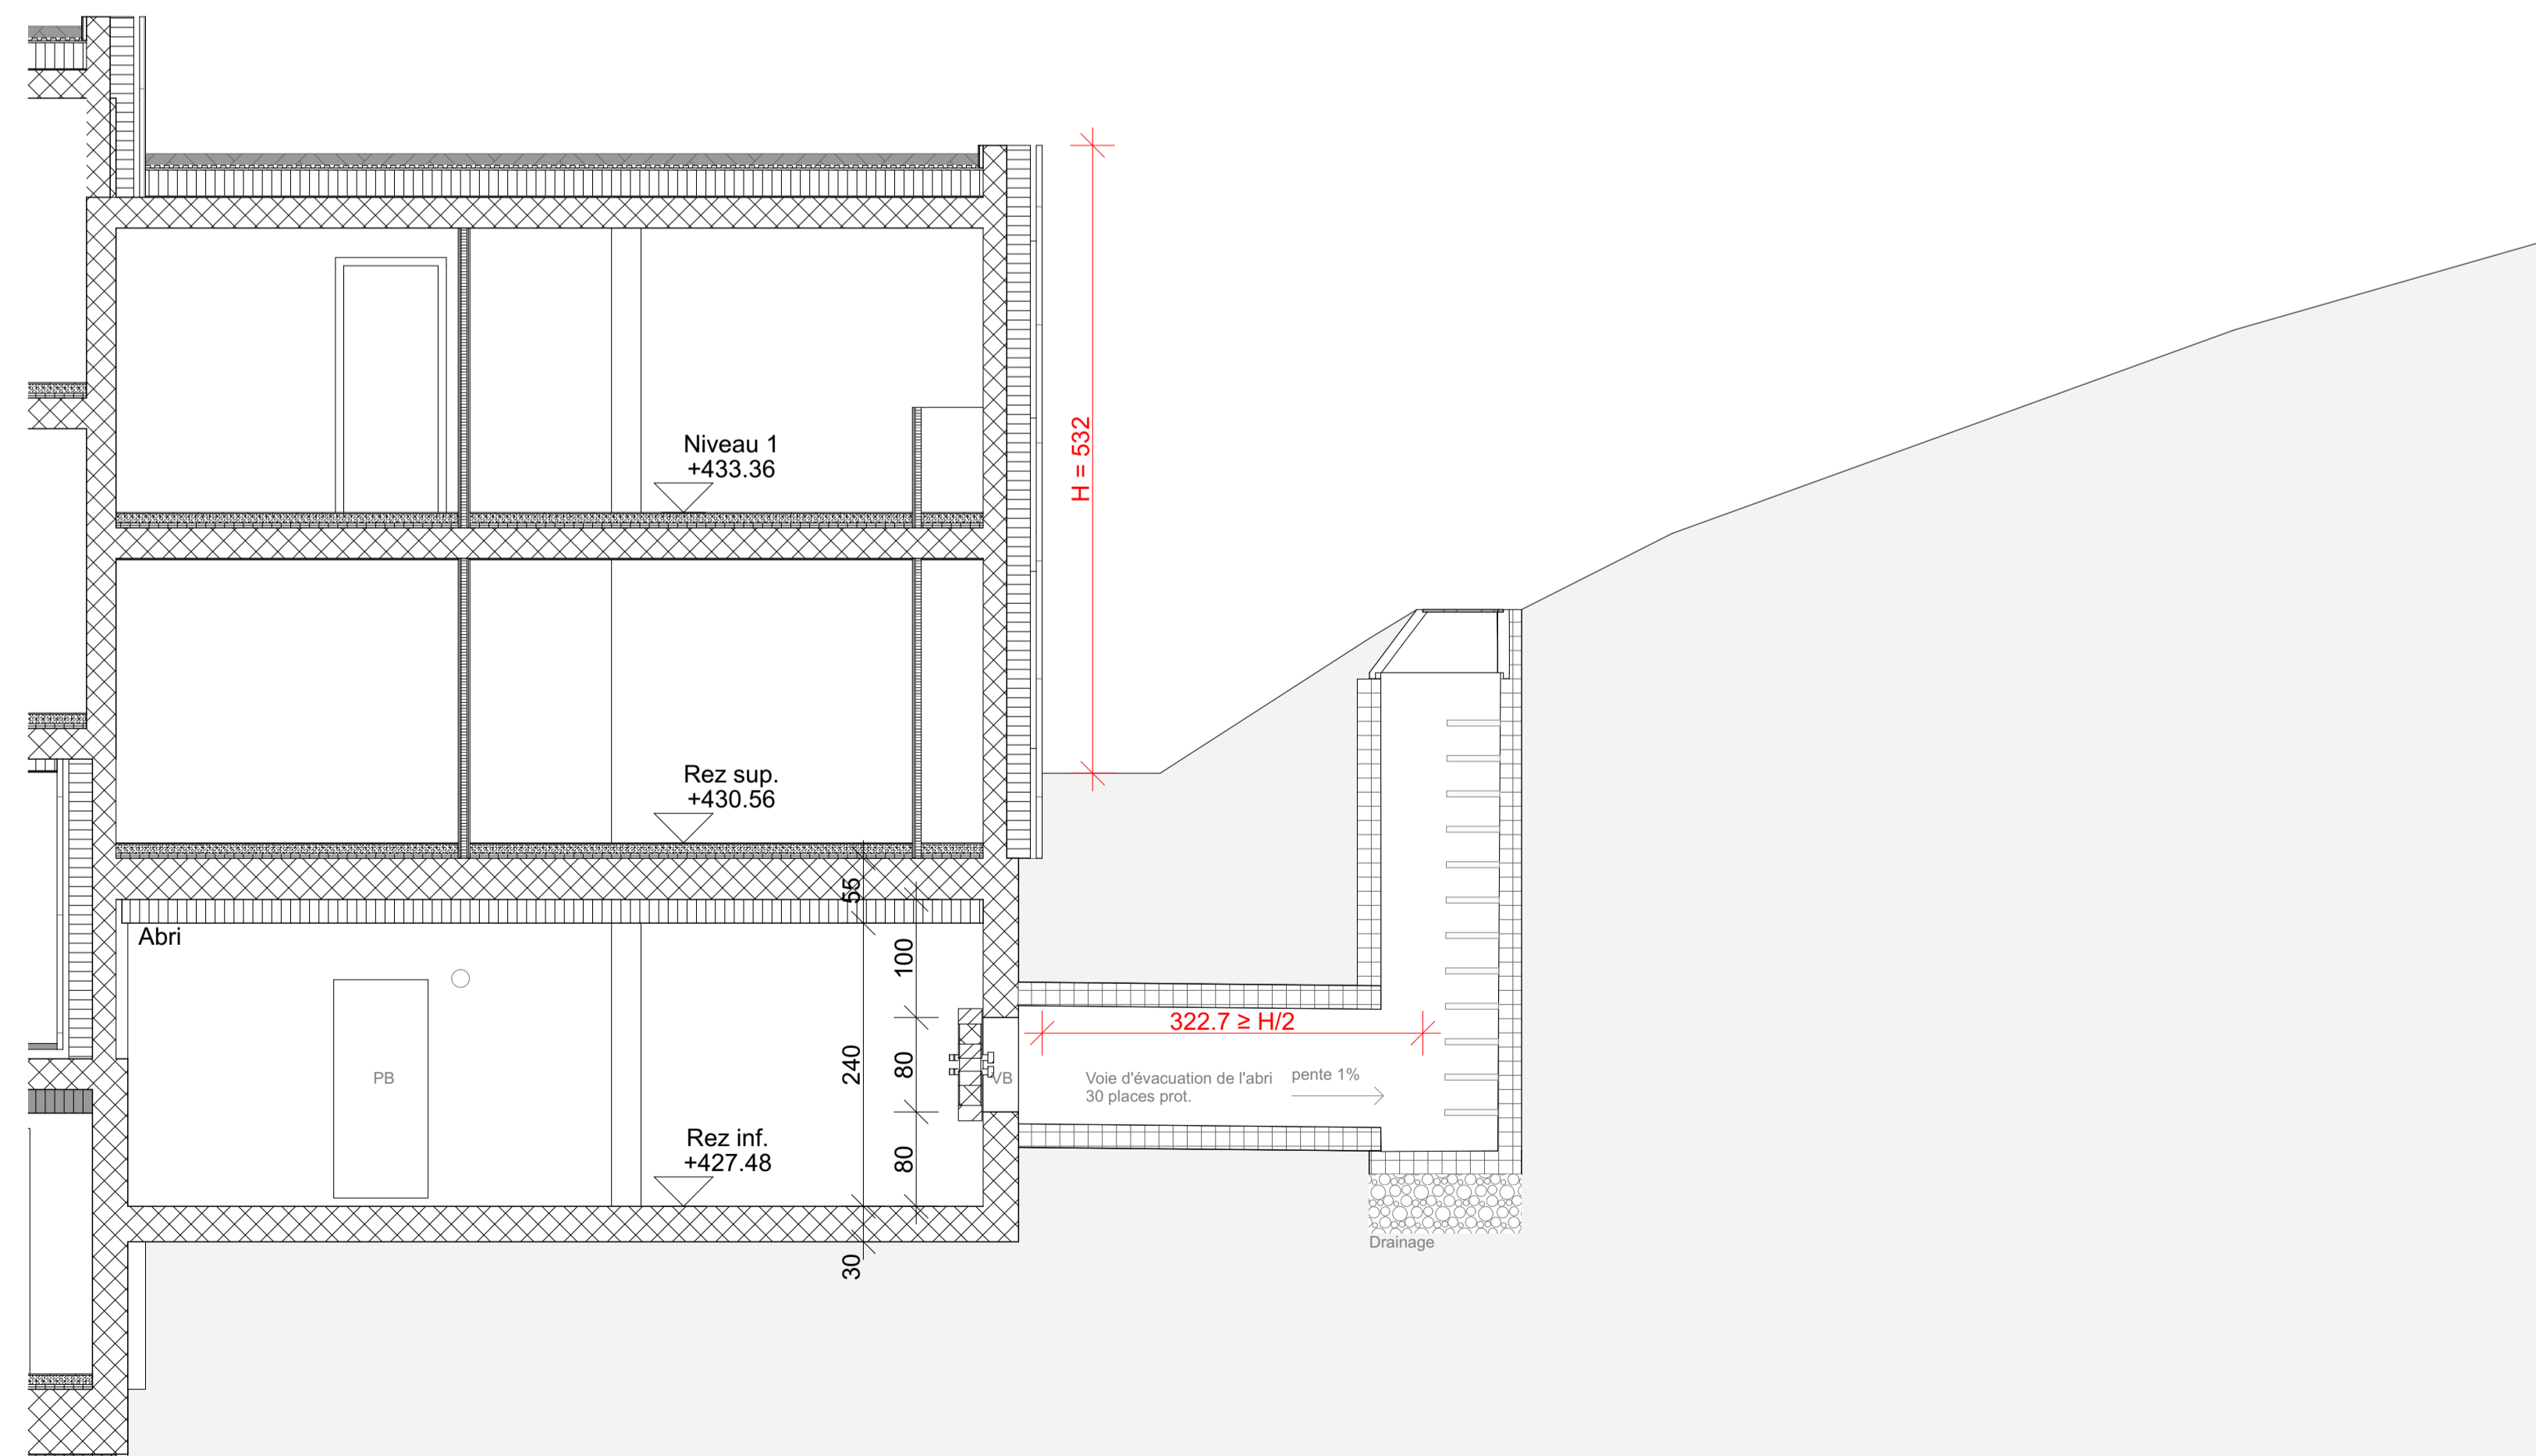 Niveau 1
+433.36
H = 532
Rez sup.
+430.56
55
Abri
100
322.7 ≥ H/2
240
80
PB
VB
Voie d'évacuation de l'abri
30 places prot.
pente 1%
Rez inf.
+427.48
80
30
Drainage